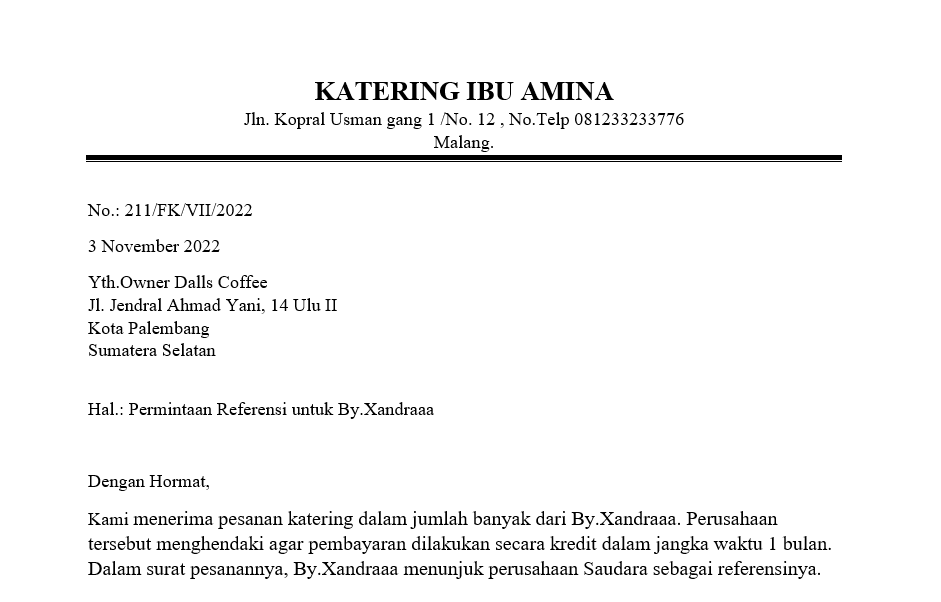 KATERING IBU AMINA
Jln. Kopral Usman gang 1 /No. 12 , No.Telp 081233233776
Malang.
No.: 211/FK/VII/2022
3 November 2022
Yth.Owner Dalls Coffee
Jl. Jendral Ahmad Yani, 14 Ulu II
Kota Palembang
Sumatera Selatan
Hal.: Permintaan Referensi untuk By.Xandraaa
Dengan Hormat,
Kami menerima pesanan katering dalam jumlah banyak dari By.Xandraaa. Perusahaan
tersebut menghendaki agar pembayaran dilakukan secara kredit dalam jangka waktu 1 bulan.
Dalam surat pesanannya, By.Xandraaa menunjuk perusahaan Saudara sebagai referensinya.